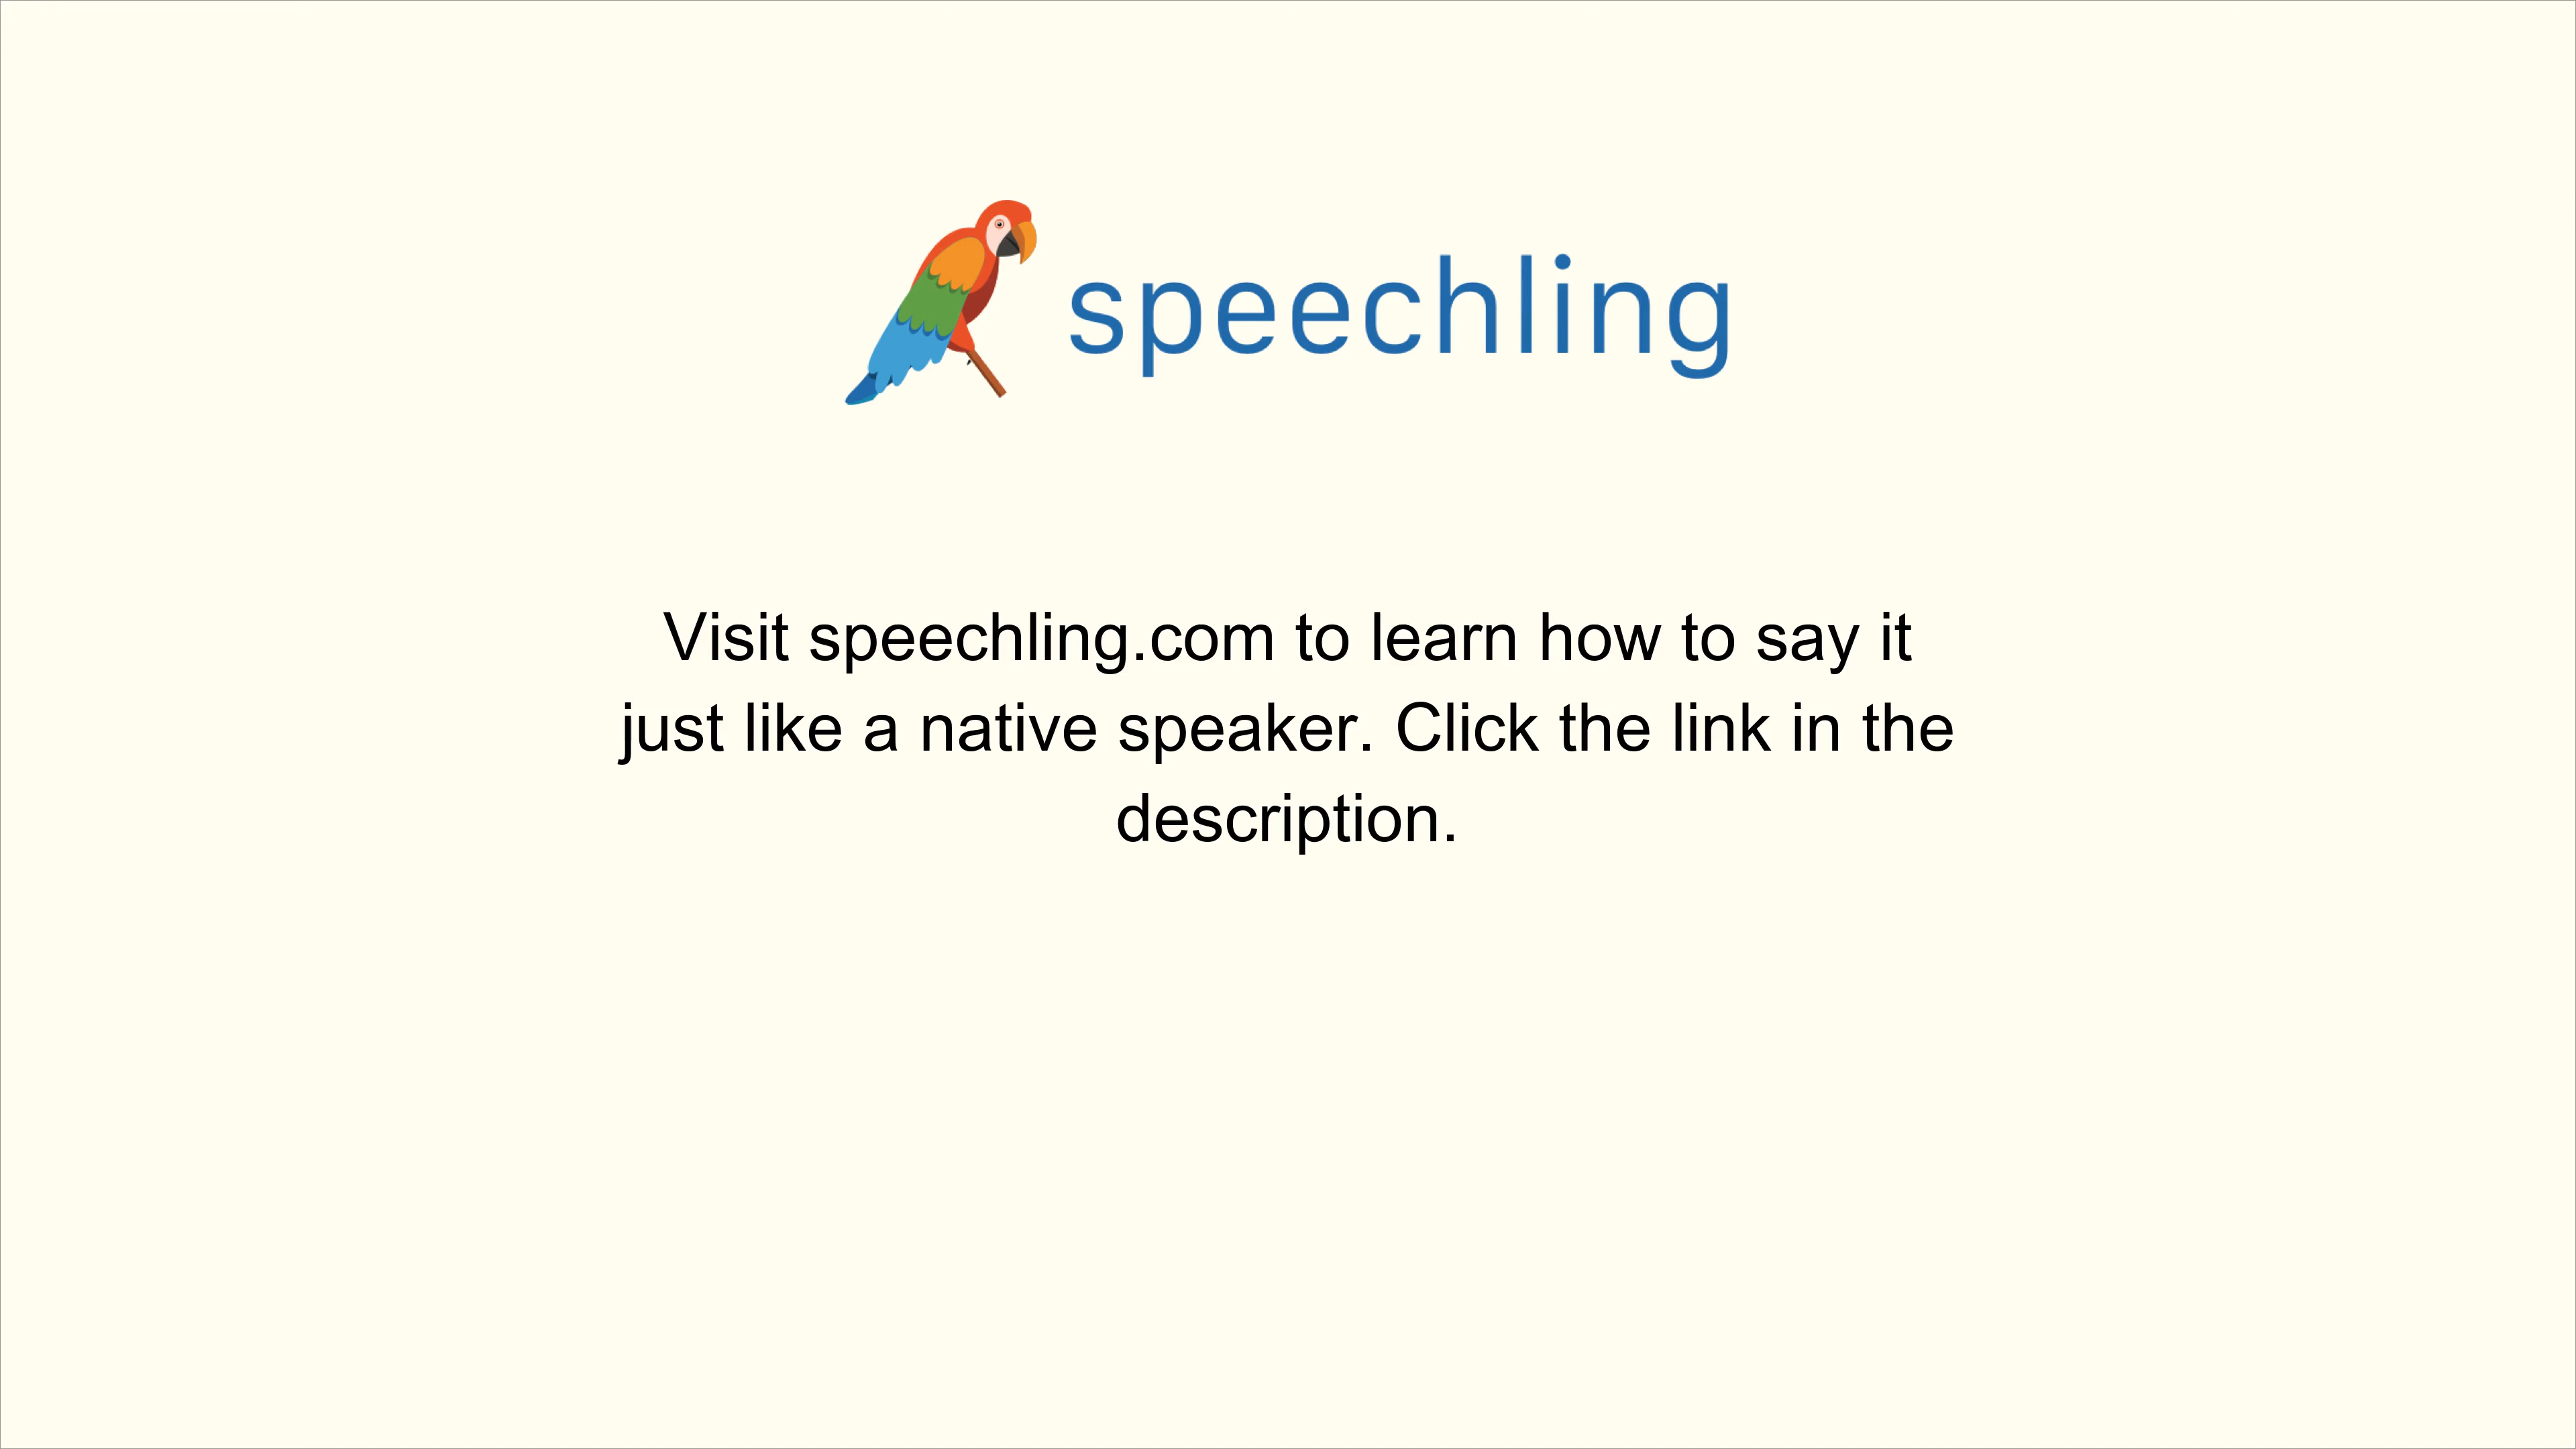 speechling
Visit speechling.com to learn how to say it
just like a native speaker. Click the link in the
description.